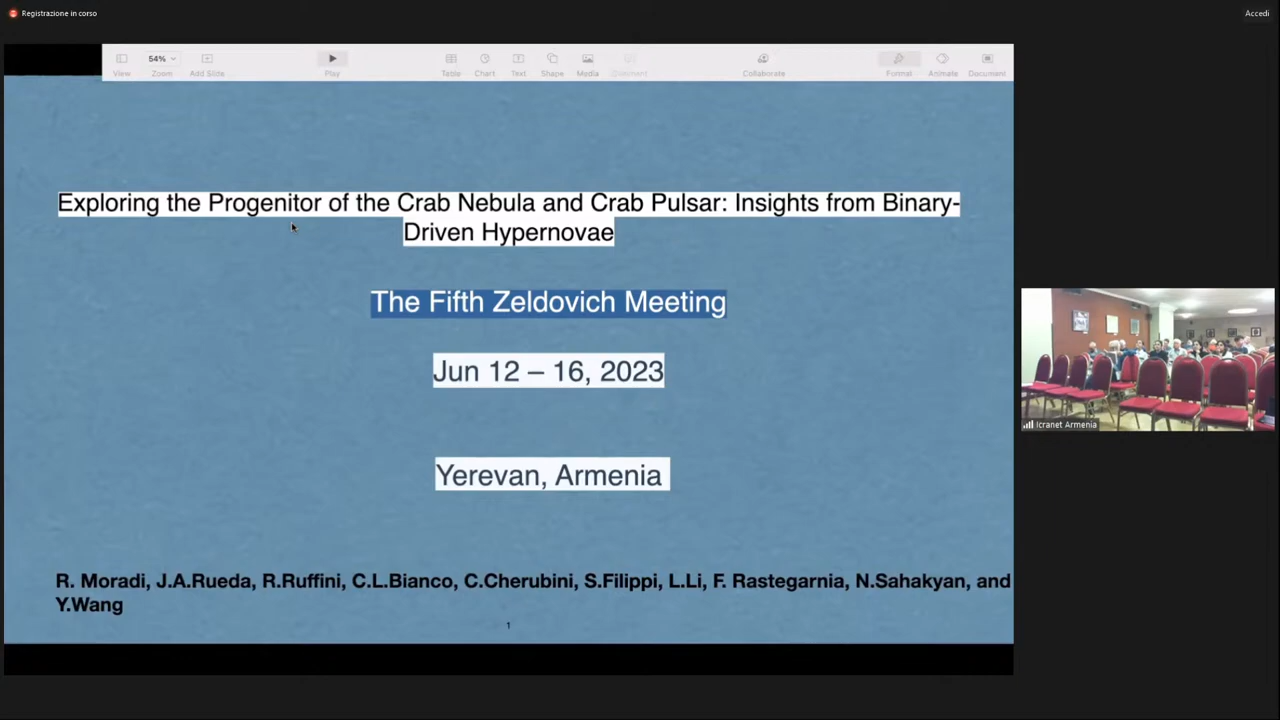 Registrazione in corso
Accedi
54%
View
Zoom
Add Slide
Play
Table
Chart
Text
Shape
Media
Comment
Collaborate
Format
Animate
Document
Exploring the Progenitor of the Crab Nebula and Crab Pulsar: Insights from Binary-
Driven Hypernovae
The Fifth Zeldovich Meeting
Jun 12 – 16, 2023
Yerevan, Armenia
R. Moradi, J.A.Rueda, R.Ruffini, C.L.Bianco, C.Cherubini, S.Filippi, L.Li, F. Rastegarnia, N.Sahakyan, and
Y.Wang
1
Icranet Armenia